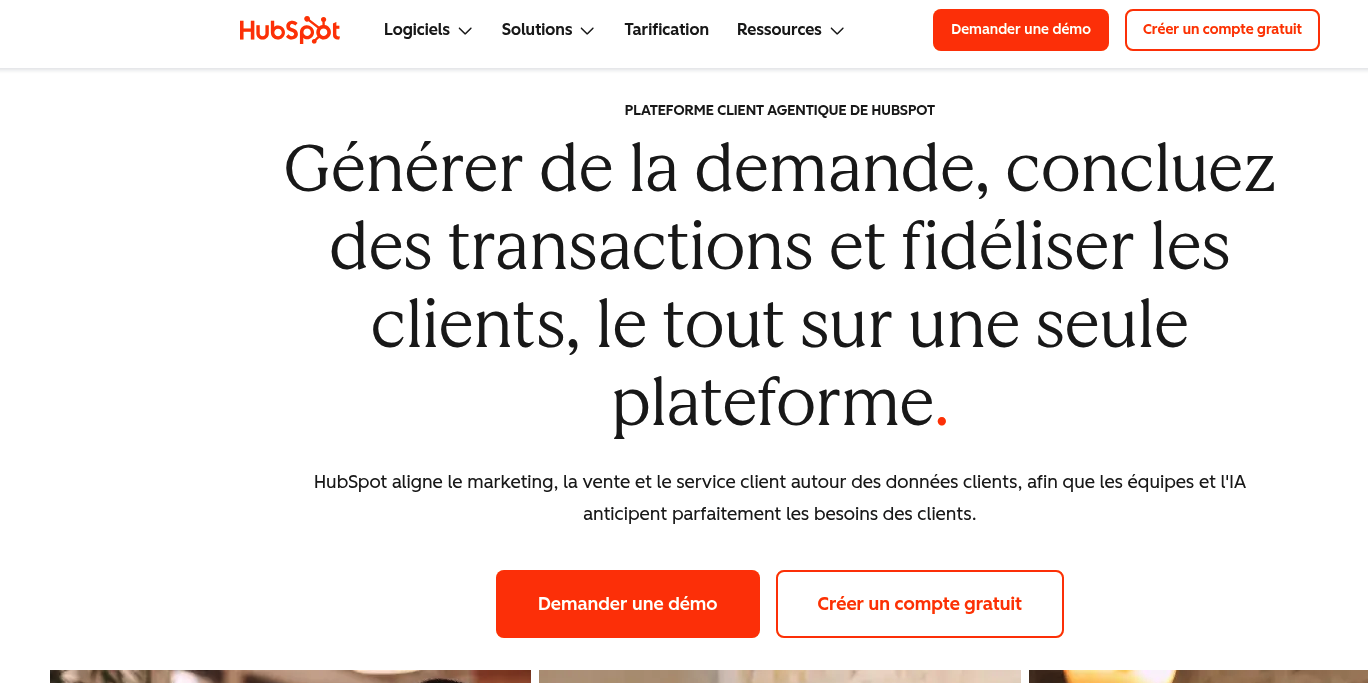 HubSpot
Logiciels
Solutions
Tarification
Ressources
Demander une démo
Créer un compte gratuit
PLATEFORME CLIENT AGENTIQUE DE HUBSPOT
Générer de la demande, concluez
des transactions et fidéliser les
clients, le tout sur une seule
plateforme.
HubSpot aligne le marketing, la vente et le service client autour des données clients, afin que les équipes et l'IA
anticipent parfaitement les besoins des clients.
Demander une démo
Créer un compte gratuit